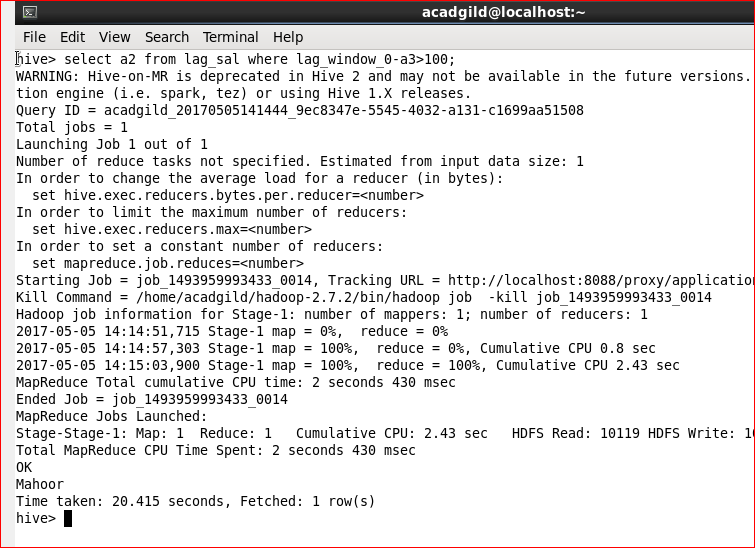 acadgild@localhost:~
File Edit View Search Terminal Help
hive> select a2 from lag_sal where lag_window_0-a3>100;
WARNING: Hive-on-MR is deprecated in Hive 2 and may not be available in the future versions.
tion engine (i.e. spark, tez) or using Hive 1.X releases.
Query ID = acadgild_20170505141444_9ec8347e-5545-4032-a131-c1699aa51508
Total jobs = 1
Launching Job 1 out of 1
Number of reduce tasks not specified. Estimated from input data size: 1
In order to change the average load for a reducer (in bytes):
  set hive.exec.reducers.bytes.per.reducer=<number>
In order to limit the maximum number of reducers:
  set hive.exec.reducers.max=<number>
In order to set a constant number of reducers:
  set mapreduce.job.reduces=<number>
Starting Job = job_1493959993433_0014, Tracking URL = http://localhost:8088/proxy/application
Kill Command = /home/acadgild/hadoop-2.7.2/bin/hadoop job  -kill job_1493959993433_0014
Hadoop job information for Stage-1: number of mappers: 1; number of reducers: 1
2017-05-05 14:14:51,715 Stage-1 map = 0%,  reduce = 0%
2017-05-05 14:14:57,303 Stage-1 map = 100%,  reduce = 0%, Cumulative CPU 0.8 sec
2017-05-05 14:15:03,900 Stage-1 map = 100%,  reduce = 100%, Cumulative CPU 2.43 sec
MapReduce Total cumulative CPU time: 2 seconds 430 msec
Ended Job = job_1493959993433_0014
MapReduce Jobs Launched:
Stage-Stage-1: Map: 1  Reduce: 1   Cumulative CPU: 2.43 sec   HDFS Read: 10119 HDFS Write:
Total MapReduce CPU Time Spent: 2 seconds 430 msec
OK
Mahoor
Time taken: 20.415 seconds, Fetched: 1 row(s)
hive>